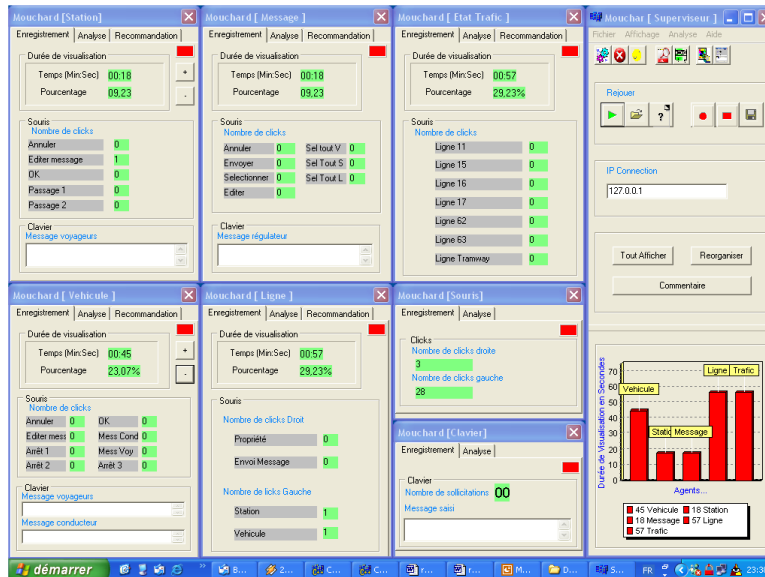 Mouchard [Station]
Enregistrement Analyse Recommandation
Durée de visualisation
Temps (Min:Sec) 00:18
Pourcentage 09,23
+
-
Souris
Nombre de clicks
Annuler 0
Editer message 1
OK 0
Passage 1 0
Passage 2 0
Clavier
Message voyageurs
Mouchard [ Message ]
Enregistrement Analyse Recommandation
Durée de visualisation
Temps (Min:Sec) 00:18
Pourcentage 09,23
Souris
Nombre de clicks
Annuler 0 Sel tout V 0
Envoyer 0 Sel Tout S 0
Selectionner 0 Sel Tout L 0
Editer 0
Clavier
Message régulateur
Mouchard [ Etat Trafic ]
Enregistrement Analyse Recommandation
Durée de visualisation
Temps (Min:Sec) 00:57
Pourcentage 29,23%
Souris
Nombre de clicks
Ligne 11 0
Ligne 15 0
Ligne 16 0
Ligne 17 0
Ligne 62 0
Ligne 63 0
Ligne Tramway 0
Mouchar [ Superviseur ]
Fichier Affichage Analyse Aide
Rejouer
IP Connection
127.0.0.1
Tout Afficher Reorganiser
Commentaire
Mouchard [ Vehicule ]
Enregistrement Analyse Recommandation
Durée de visualisation
Temps (Min:Sec) 00:45
Pourcentage 23,07%
+
-
Souris
Nombre de clicks
Annuler 0 OK 0
Editer mess 0 Mess Cond 0
Arrêt 1 0 Mess Voy 0
Arrêt 2 0 Arrêt 3 0
Clavier
Message voyageurs
Message conducteur
Mouchard [ Ligne ]
Enregistrement Analyse Recommandation
Durée de visualisation
Temps (Min:Sec) 00:57
Pourcentage 29,23%
Souris
Nombre de clicks Droit
Propriété 0
Envoi Message 0
Nombre de licks Gauche
Station 1
Vehicule 1
Mouchard [Souris]
Enregistrement Analyse
Clicks
Nombre de clicks droite
3
Nombre de clicks gauche
28
Mouchard [Clavier]
Enregistrement Analyse
Clavier
Nombre de sollicitations 00
Message saisi
Durée de Visualisation en Secondes
70
60
50
40
30
20
10
0
Vehicule
Static
Message
Ligne
Trafic
Agents...
45 Vehicule 18 Station
18 Message 57 Ligne
57 Trafic
démarrer
B...
2...
C...
C...
r...
r...
M...
D...
S...
FR